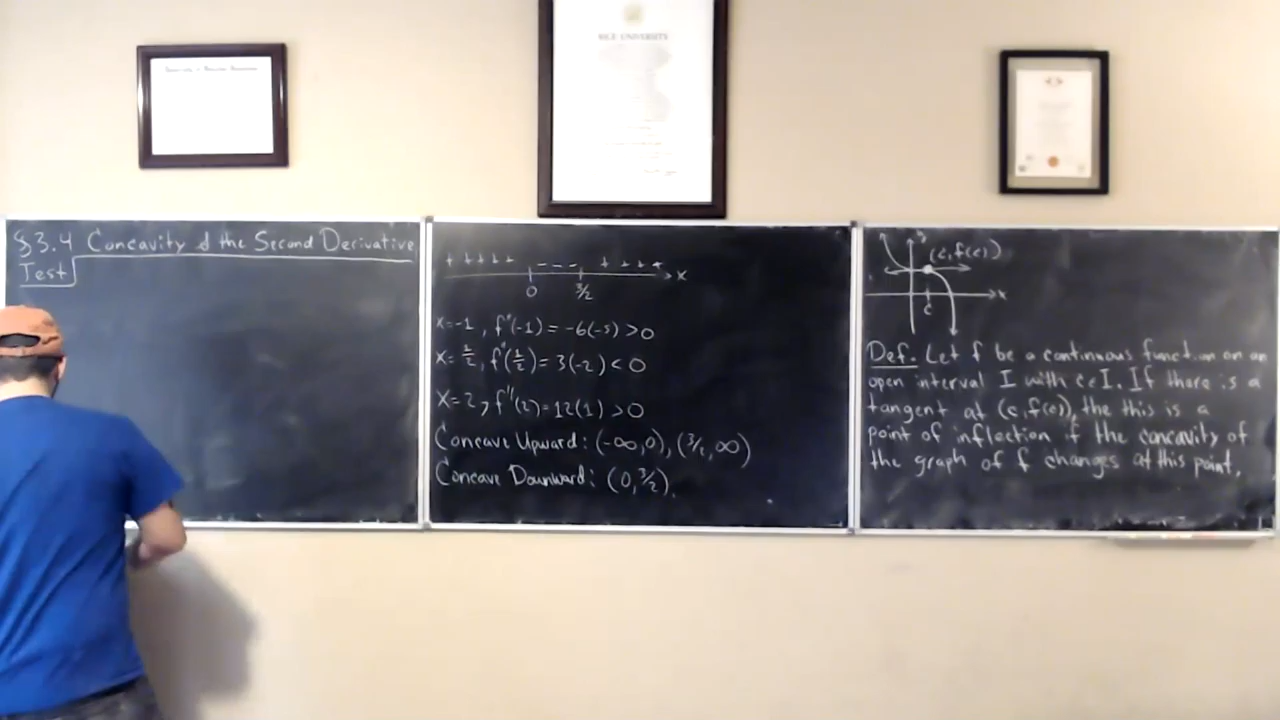 RICE UNIVERSITY
§3.4 Concavity & the Second Derivative
Test
+ + + + + - - - + + + +
x
0 3/2
x=-1, f"(-1) = -6(-5) > 0
x=1/2, f"(1/2) = 3(-2) < 0
x=2, f"(2) = 12(1) > 0
Concave Upward: (-∞,0), (3/2,∞)
Concave Downward: (0,3/2).
y
(c,f(c))
x
c
Def. Let f be a continuous function on an
open interval I with c∈I. If there is a
tangent at (c,f(c)), the this is a
point of inflection if the concavity of
the graph of f changes at this point.